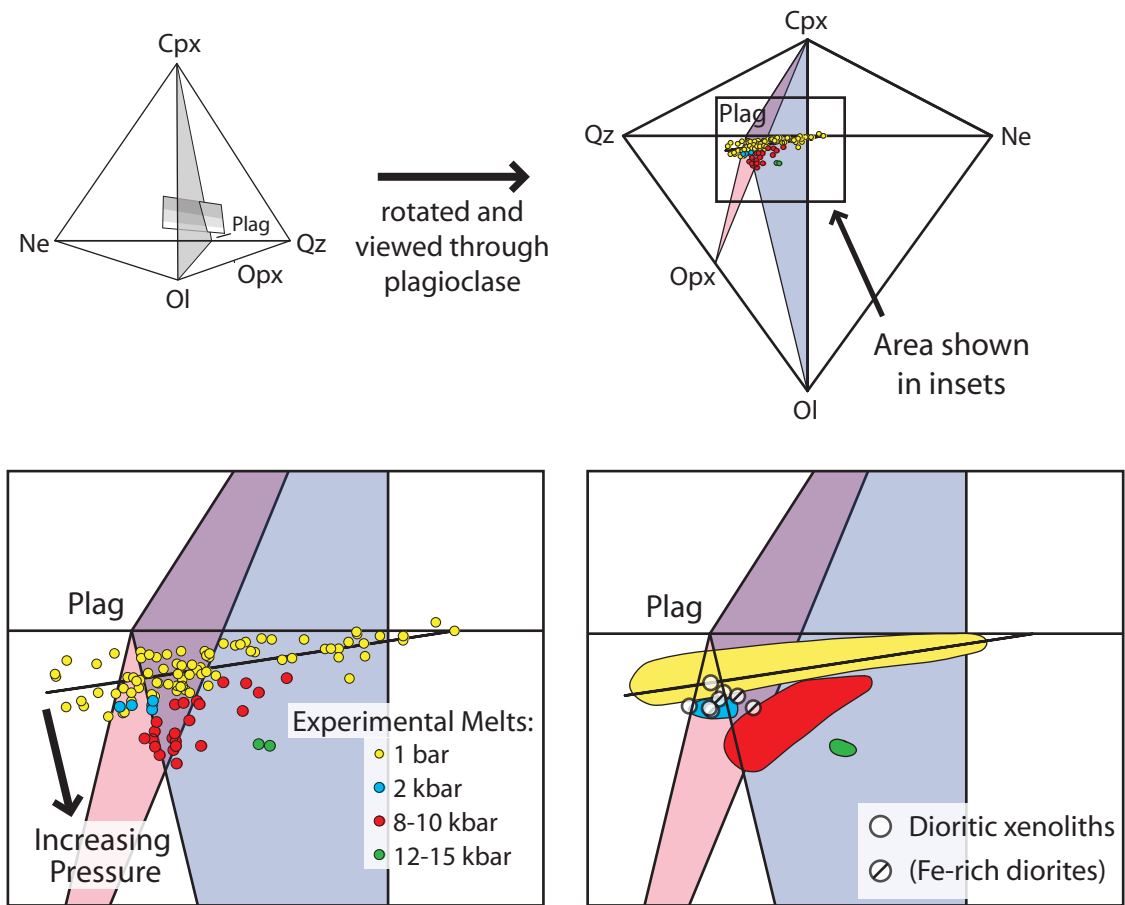 Cpx
Plag
Ne
Qz
Opx
Ol
rotated and
viewed through
plagioclase
Cpx
Plag
Qz
Ne
Opx
Area shown
in insets
Ol
Plag
Experimental Melts:
1 bar
2 kbar
8-10 kbar
12-15 kbar
Increasing
Pressure
Plag
Dioritic xenoliths
(Fe-rich diorites)